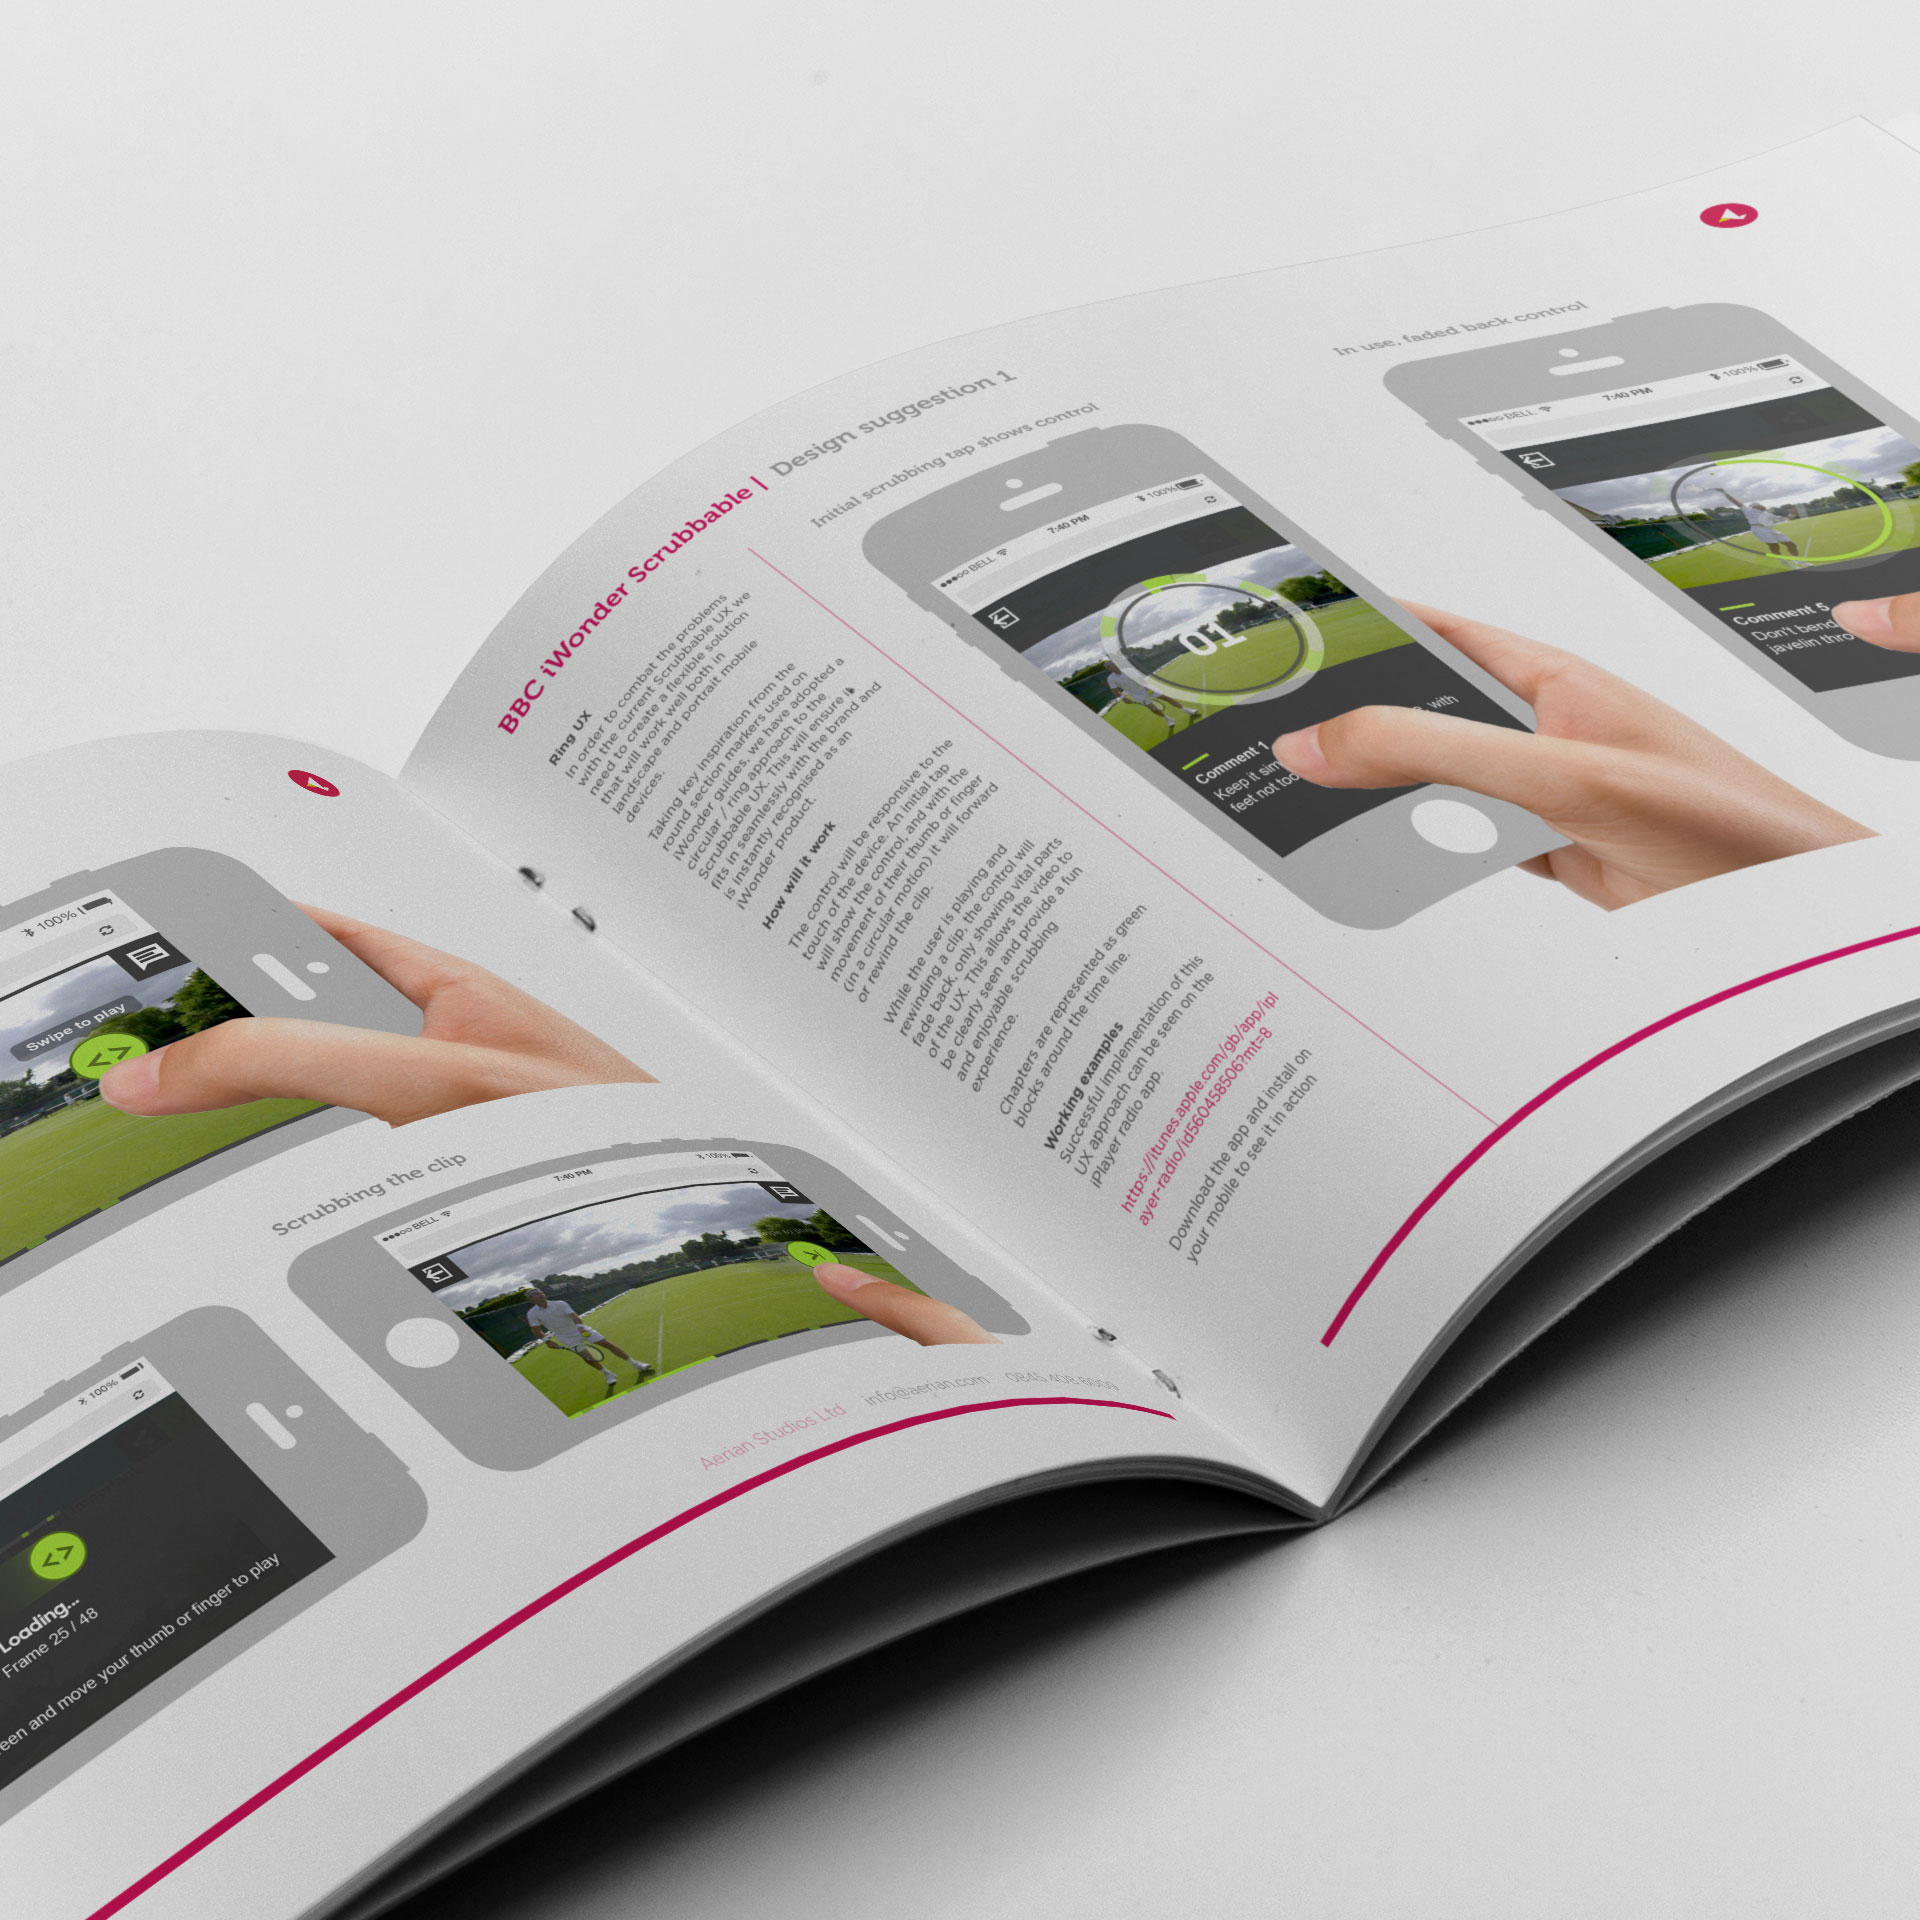 100%
Swipe to play
Scrubbing the clip
BELL
7:40 PM
100%
100%
Loading...
Frame 25 / 48
and move your thumb or finger to play
Aerian Studios Ltd info@aerian.com
BBC iWonder Scrubbable | Design suggestion 1
Ring UX
In order to combat the problems
with the current Scrubbable UX we
need to create a flexible solution
that will work well both in
landscape and portrait mobile
devices.
Taking key inspiration from the
round section markers used on
iWonder guides, we have adopted a
circular / ring approach to the
Scrubbable UX. This will ensure it
fits in seamlessly with the brand and
is instantly recognised as an
iWonder product.
How will it work
The control will be responsive to the
touch of the device. An initial tap
will show the control, and with the
movement of their thumb or finger
(in a circular motion) it will forward
or rewind the clip.
While the user is playing and
rewinding a clip, the control will
fade back, only showing vital parts
of the UX. This allows the video to
be clearly seen and provide a fun
and enjoyable scrubbing
experience.
Chapters are represented as green
blocks around the time line.
Working examples
Successful implementation of this
UX approach can be seen on the
iPlayer radio app.
https://itunes.apple.com/gb/app/ipl
ayer-radio/id560458506?mt=8
Download the app and install on
your mobile to see it in action
Initial scrubbing tap shows control
BELL
7:40 PM
100%
01
Comment 1
Keep it
with
feet not too
In use, faded back control
BELL
7:40 PM
100%
Comment 5
Don't bend
javelin